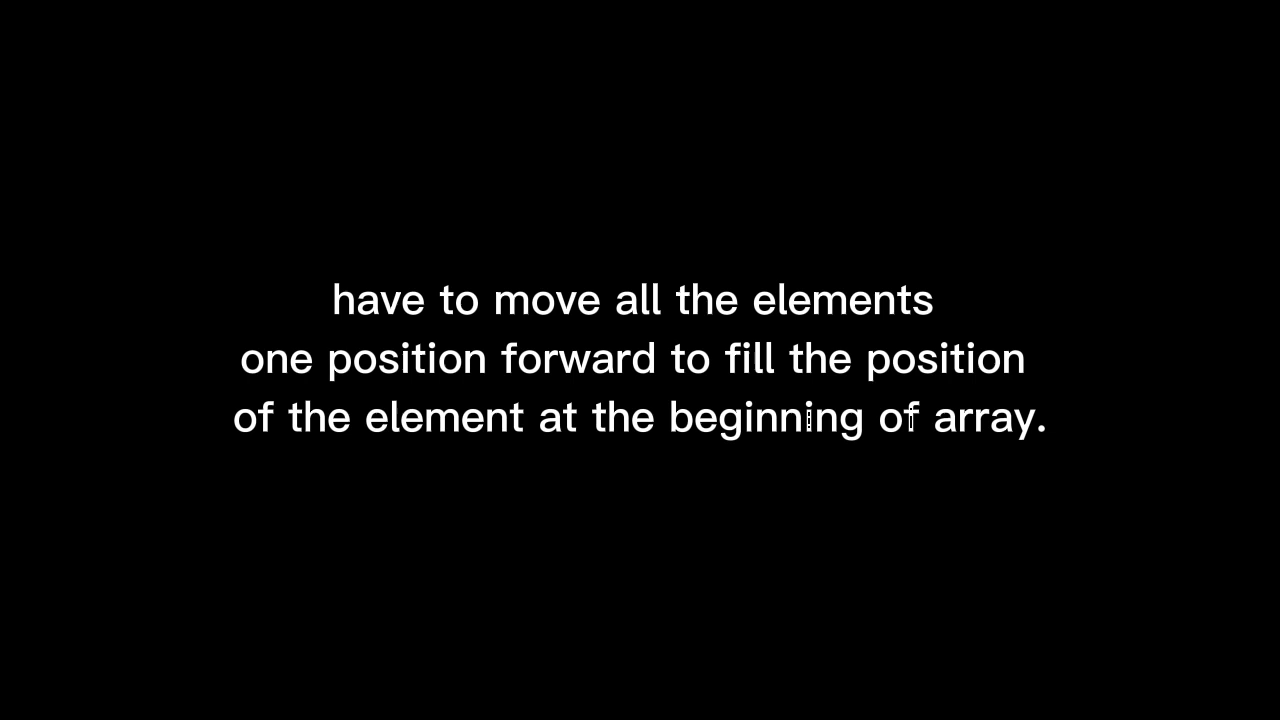 have to move all the elements
one position forward to fill the position
of the element at the beginning of array.